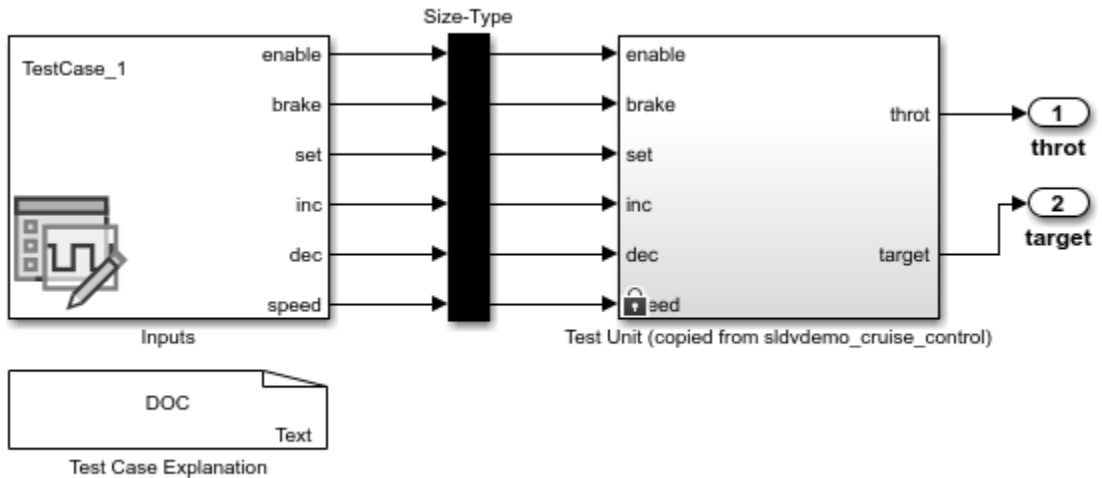 Size-Type
TestCase_1
enable
brake
set
inc
dec
speed
Inputs
enable
brake
set
inc
dec
eed
throt
target
Test Unit (copied from sldvdemo_cruise_control)
1
throt
2
target
DOC
Text
Test Case Explanation